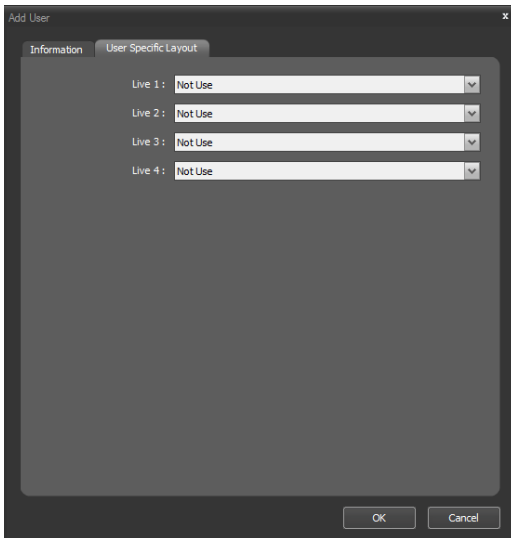 Add User x
Information User Specific Layout
Live 1 : Not Use
Live 2 : Not Use
Live 3 : Not Use
Live 4 : Not Use
OK Cancel